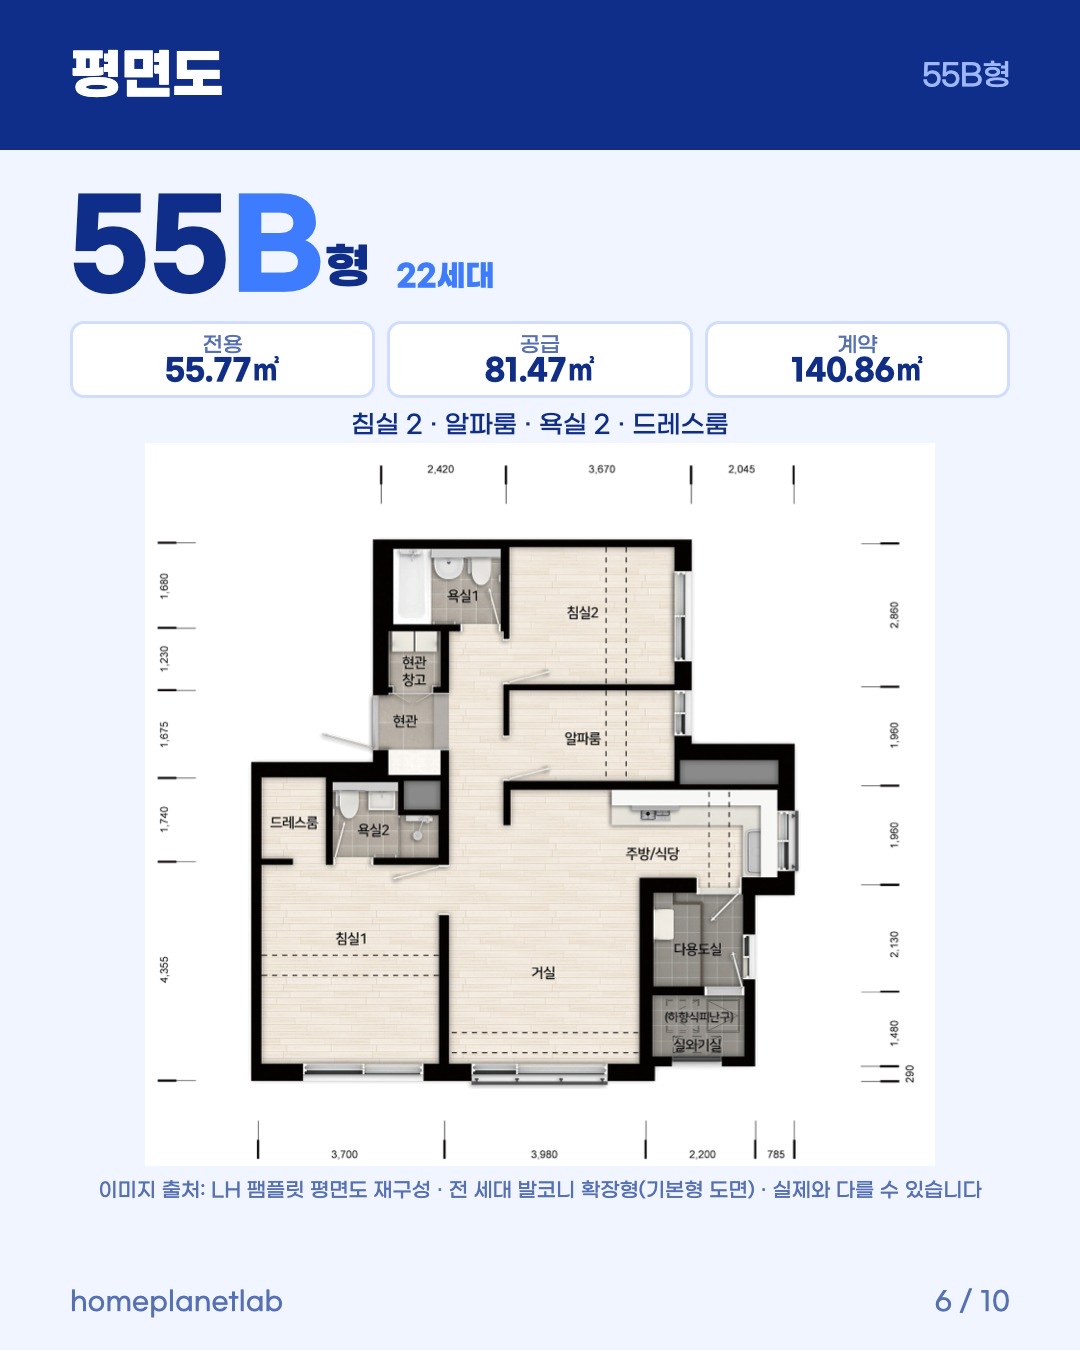 평면도
55B형
55B형 22세대
전용
55.77㎡
공급
81.47㎡
계약
140.86㎡
침실 2 · 알파룸 · 욕실 2 · 드레스룸
2,420
3,670
2,045
1,680
1,230
1,675
1,740
4,355
2,860
1,960
1,960
2,130
1,480
290
욕실1
침실2
현관
창고
현관
알파룸
드레스룸
욕실2
주방/식당
침실1
거실
다용도실
(하향식피난구)
실외기실
3,700
3,980
2,200
785
이미지 출처: LH 팸플릿 평면도 재구성 · 전 세대 발코니 확장형(기본형 도면) · 실제와 다를 수 있습니다
homeplanetlab
6 / 10